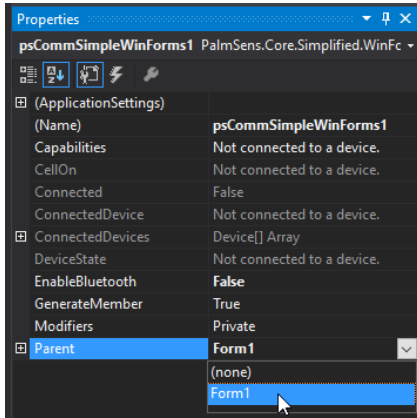 Properties
psCommSimpleWinForms1 PalmSens.Core.Simplified.WinFc
(ApplicationSettings)
(Name) psCommSimpleWinForms1
Capabilities Not connected to a device.
CellOn Not connected to a device.
Connected False
ConnectedDevice Not connected to a device.
ConnectedDevices Device[] Array
DeviceState Not connected to a device.
EnableBluetooth False
GenerateMember True
Modifiers Private
Parent Form1
(none)
Form1